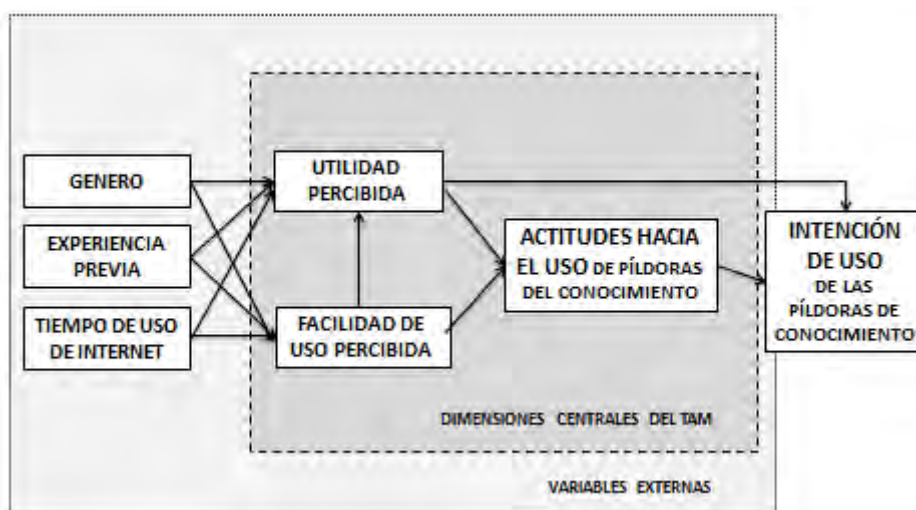 GENERO
EXPERIENCIA
PREVIA
TIEMPO DE USO
DE INTERNET
UTILIDAD
PERCIBIDA
FACILIDAD DE
USO PERCIBIDA
ACTITUDES HACIA
EL USO DE PÍLDORAS
DEL CONOCIMIENTO
INTENCIÓN
DE USO
DE LAS
PÍLDORAS DE
CONOCIMIENTO
DIMENSIONES CENTRALES DEL TAM
VARIABLES EXTERNAS